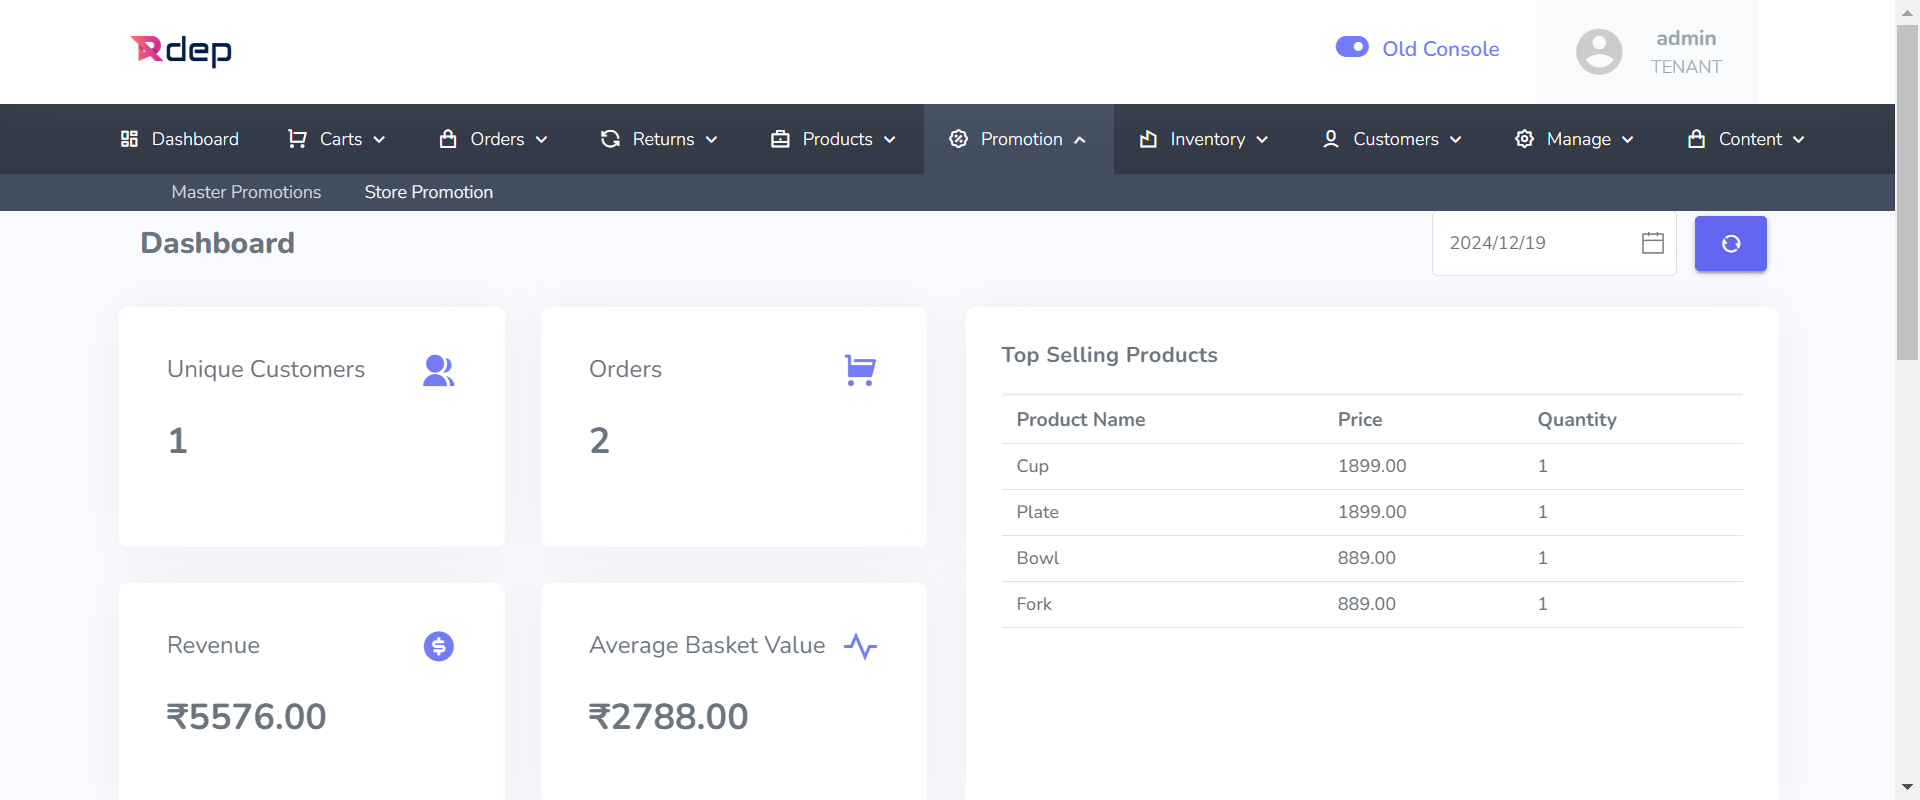 Rdep
Old Console
admin
TENANT
Dashboard Carts Orders Returns Products Promotion Inventory Customers Manage Content
Master Promotions Store Promotion
Dashboard
2024/12/19
Unique Customers
1
Orders
2
Revenue
₹5576.00
Average Basket Value
₹2788.00
Top Selling Products
Product Name Price Quantity
Cup 1899.00 1
Plate 1899.00 1
Bowl 889.00 1
Fork 889.00 1